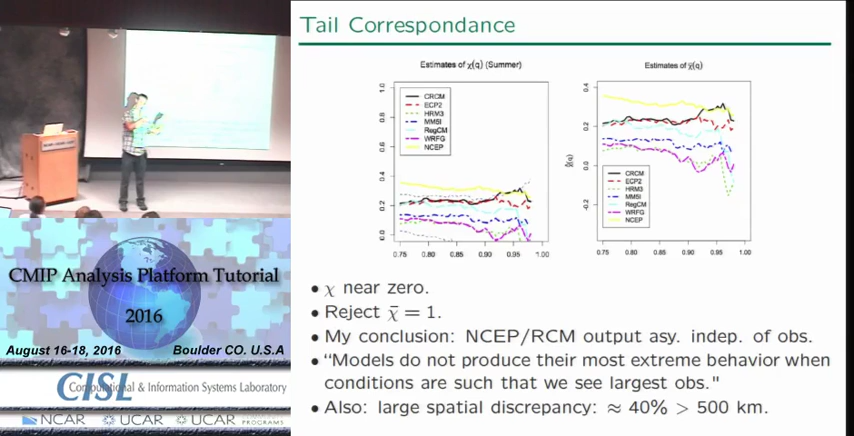 Tail Correspondance
Estimates of χ(q) (Summer)
1.0
0.8
0.6
0.4
0.2
0.0
CRCM
ECP2
HRM3
MM5I
RegCM
WRFG
NCEP
0.75
0.80
0.85
0.90
0.95
1.00
Estimates of χ̄(q)
χ̄(q)
0.4
0.2
0.0
-0.2
CRCM
ECP2
HRM3
MM5I
RegCM
WRFG
NCEP
0.75
0.80
0.85
0.90
0.95
1.00
• χ near zero.
• Reject χ̄ = 1.
• My conclusion: NCEP/RCM output asy. indep. of obs.
• "Models do not produce their most extreme behavior when
conditions are such that we see largest obs."
• Also: large spatial discrepancy: ≈ 40% > 500 km.
CMIP Analysis Platform Tutorial
2016
August 16-18, 2016 Boulder CO. U.S.A
CISL
Computational & Information Systems Laboratory
NCAR UCAR UCAR PROGRAMS